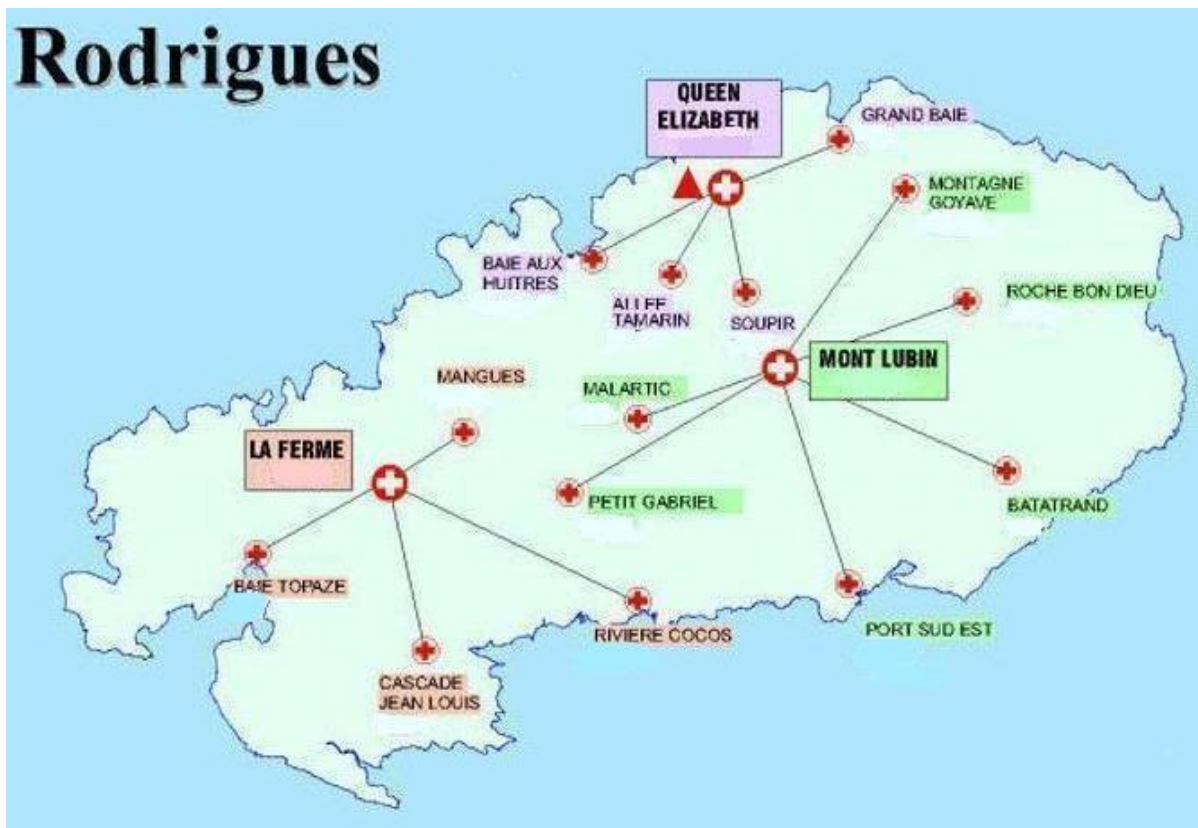 Rodrigues
QUEEN
ELIZABETH
GRAND BAIE
MONTAGNE
GOYAVE
BAIE AUX
HUITRES
ALLEE
TAMARIN
SOUPIR
ROCHE BON DIEU
MONT LUBIN
MANGUES
MALARTIC
LA FERME
PETIT GABRIEL
BATATRAND
BAIE TOPAZE
RIVIERE COCOS
PORT SUD EST
CASCADE
JEAN LOUIS